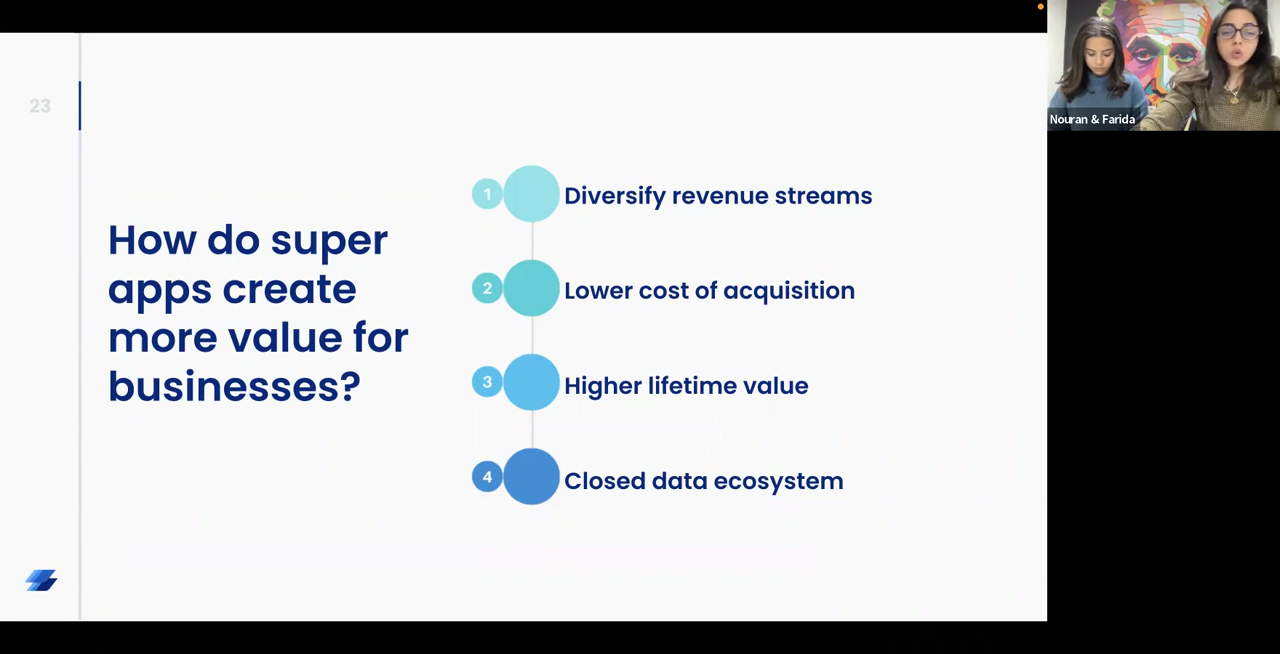 23
How do super
apps create
more value for
businesses?
1 Diversify revenue streams
2 Lower cost of acquisition
3 Higher lifetime value
4 Closed data ecosystem
Nouran & Farida